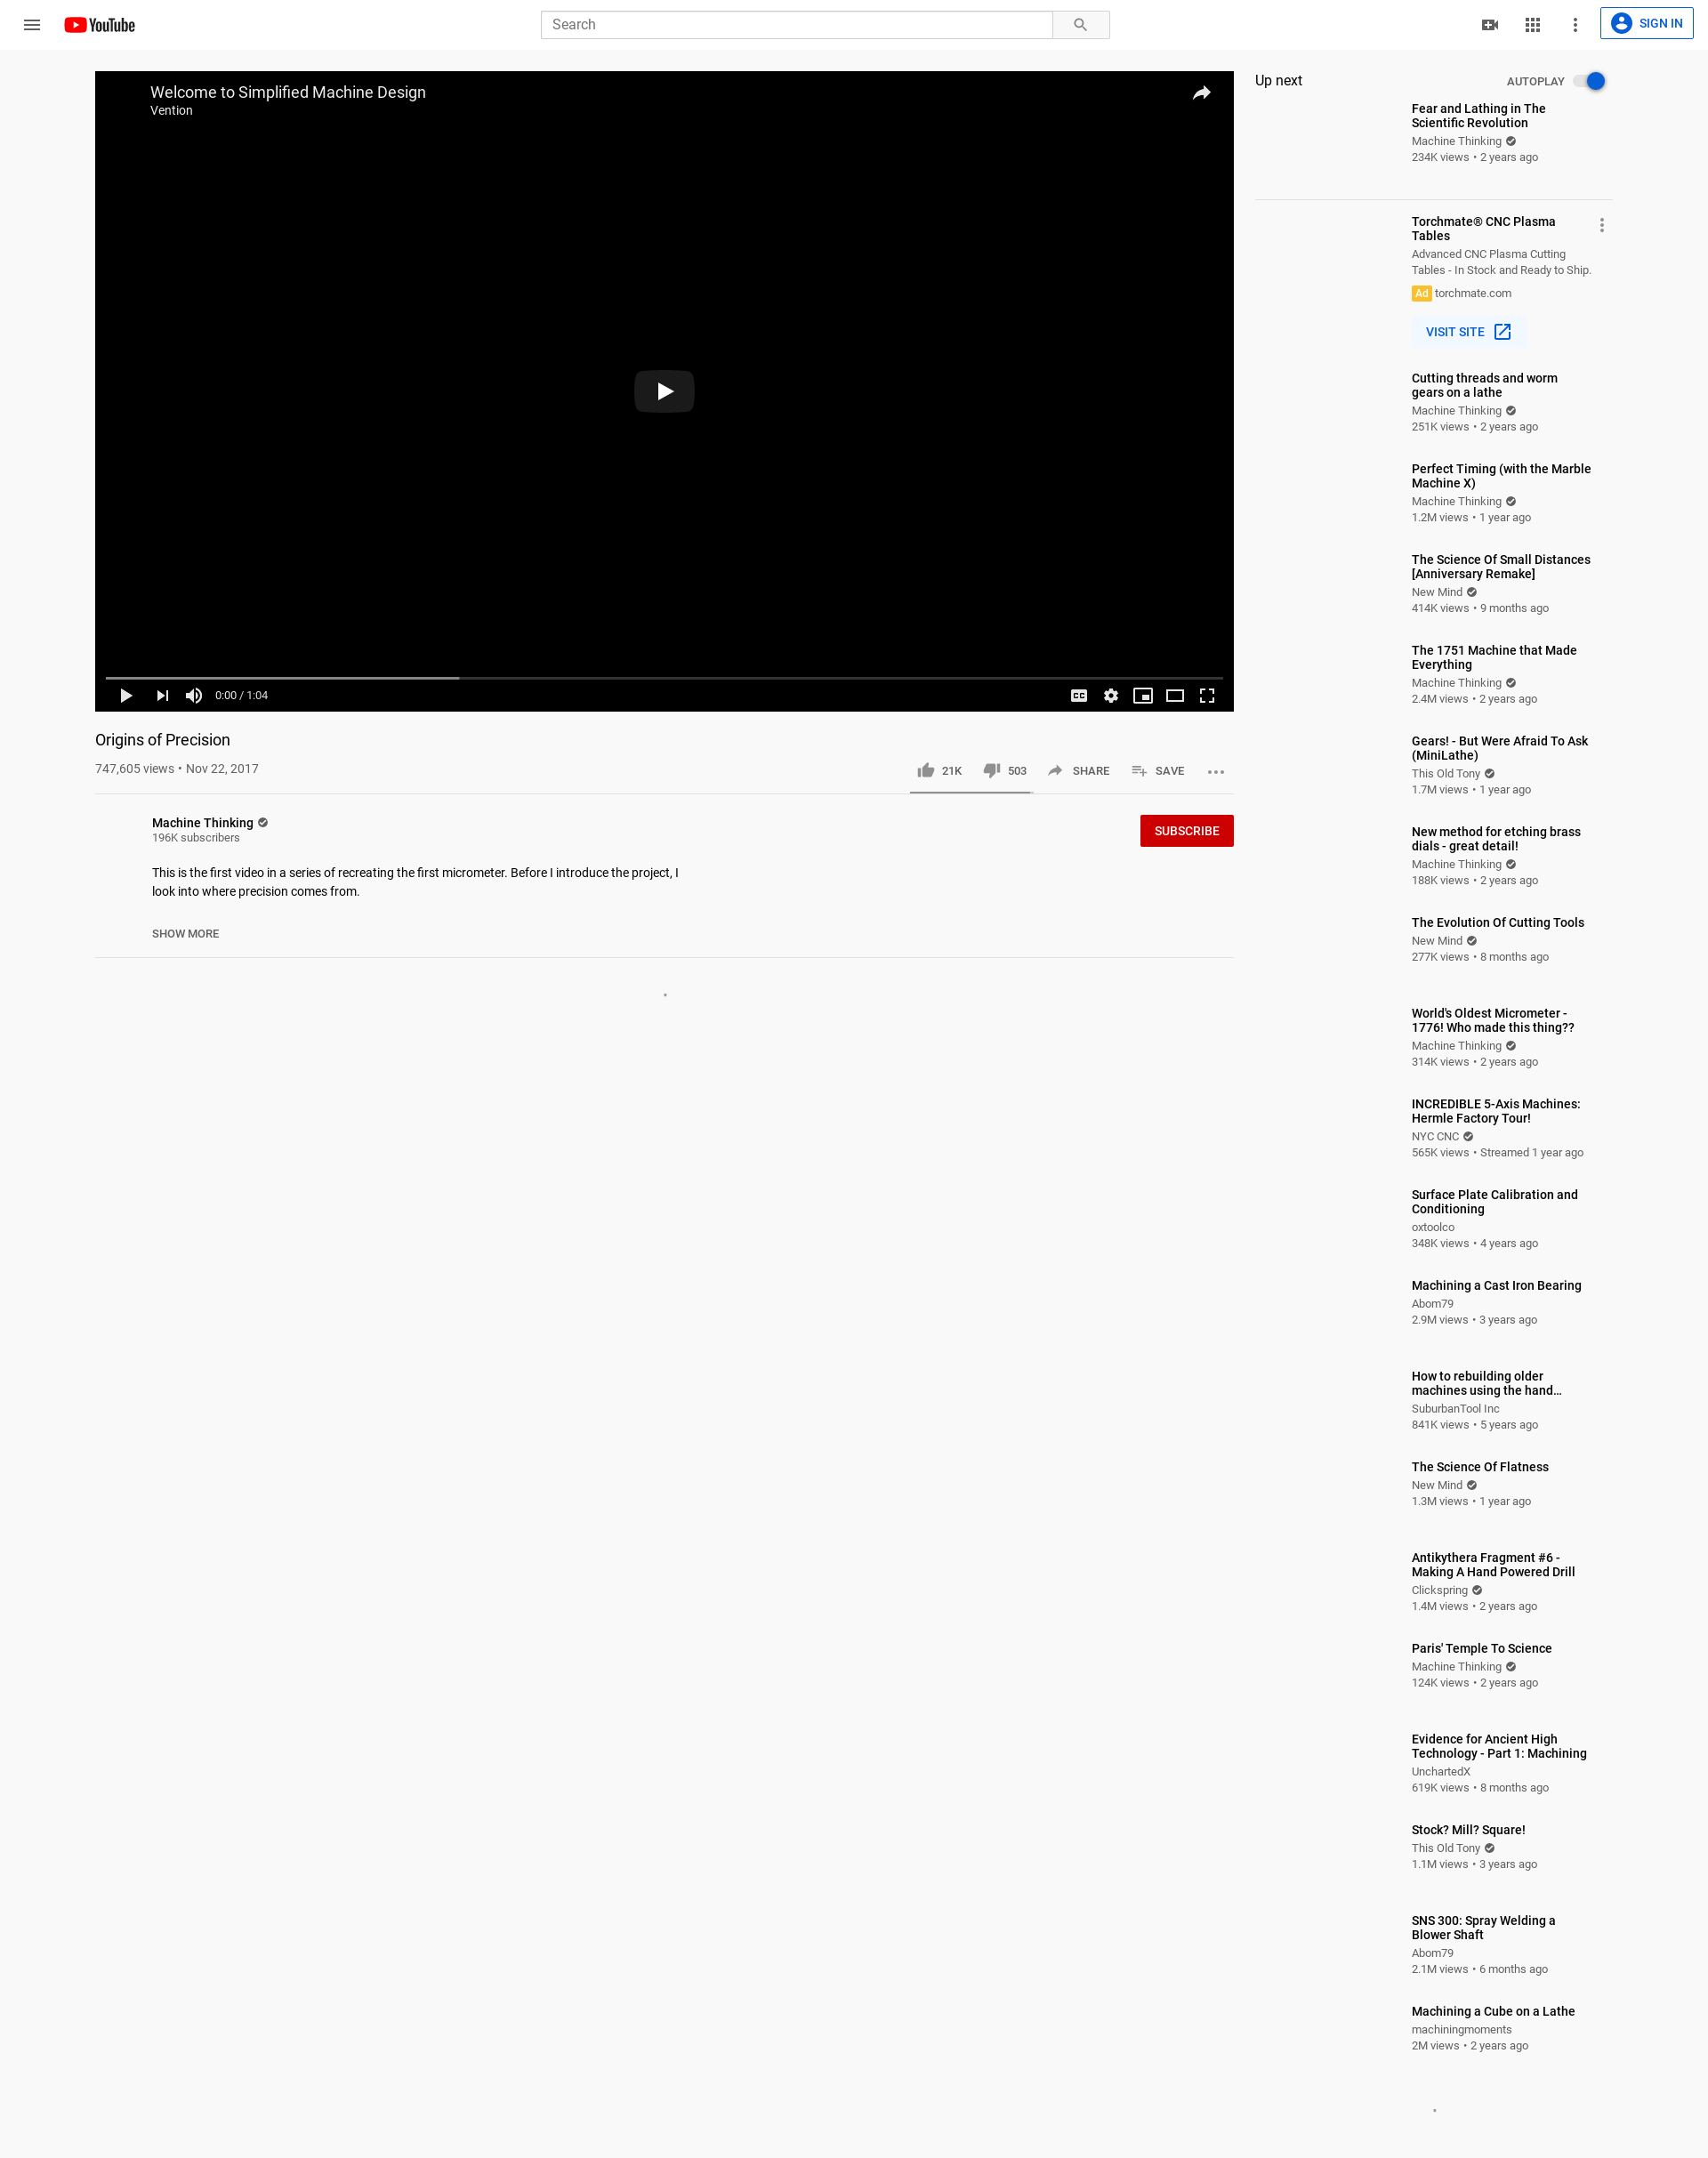 YouTube
Search
SIGN IN
Welcome to Simplified Machine Design
Vention
0:00 / 1:04
Origins of Precision
747,605 views • Nov 22, 2017
21K
503
SHARE
SAVE
Machine Thinking
196K subscribers
SUBSCRIBE
This is the first video in a series of recreating the first micrometer. Before I introduce the project, I
look into where precision comes from.
SHOW MORE
Up next
AUTOPLAY
Fear and Lathing in The
Scientific Revolution
Machine Thinking
234K views • 2 years ago
Torchmate® CNC Plasma
Tables
Advanced CNC Plasma Cutting
Tables - In Stock and Ready to Ship.
Ad torchmate.com
VISIT SITE
Cutting threads and worm
gears on a lathe
Machine Thinking
251K views • 2 years ago
Perfect Timing (with the Marble
Machine X)
Machine Thinking
1.2M views • 1 year ago
The Science Of Small Distances
[Anniversary Remake]
New Mind
414K views • 9 months ago
The 1751 Machine that Made
Everything
Machine Thinking
2.4M views • 2 years ago
Gears! - But Were Afraid To Ask
(MiniLathe)
This Old Tony
1.7M views • 1 year ago
New method for etching brass
dials - great detail!
Machine Thinking
188K views • 2 years ago
The Evolution Of Cutting Tools
New Mind
277K views • 8 months ago
World's Oldest Micrometer -
1776! Who made this thing??
Machine Thinking
314K views • 2 years ago
INCREDIBLE 5-Axis Machines:
Hermle Factory Tour!
NYC CNC
565K views • Streamed 1 year ago
Surface Plate Calibration and
Conditioning
oxtoolco
348K views • 4 years ago
Machining a Cast Iron Bearing
Abom79
2.9M views • 3 years ago
How to rebuilding older
machines using the hand...
SuburbanTool Inc
841K views • 5 years ago
The Science Of Flatness
New Mind
1.3M views • 1 year ago
Antikythera Fragment #6 -
Making A Hand Powered Drill
Clickspring
1.4M views • 2 years ago
Paris' Temple To Science
Machine Thinking
124K views • 2 years ago
Evidence for Ancient High
Technology - Part 1: Machining
UnchartedX
619K views • 8 months ago
Stock? Mill? Square!
This Old Tony
1.1M views • 3 years ago
SNS 300: Spray Welding a
Blower Shaft
Abom79
2.1M views • 6 months ago
Machining a Cube on a Lathe
machiningmoments
2M views • 2 years ago